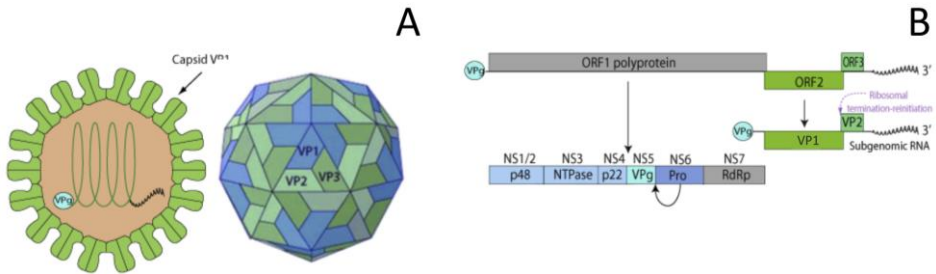 A
Capsid VP1
VPg
VP1
VP2
VP3
B
VPg
ORF1 polyprotein
ORF2
ORF3
3'
Ribosomal
termination-reinitiation
VPg
VP1
VP2
3'
Subgenomic RNA
NS1/2 NS3 NS4 NS5 NS6 NS7
p48 NTPase p22 VPg Pro RdRp